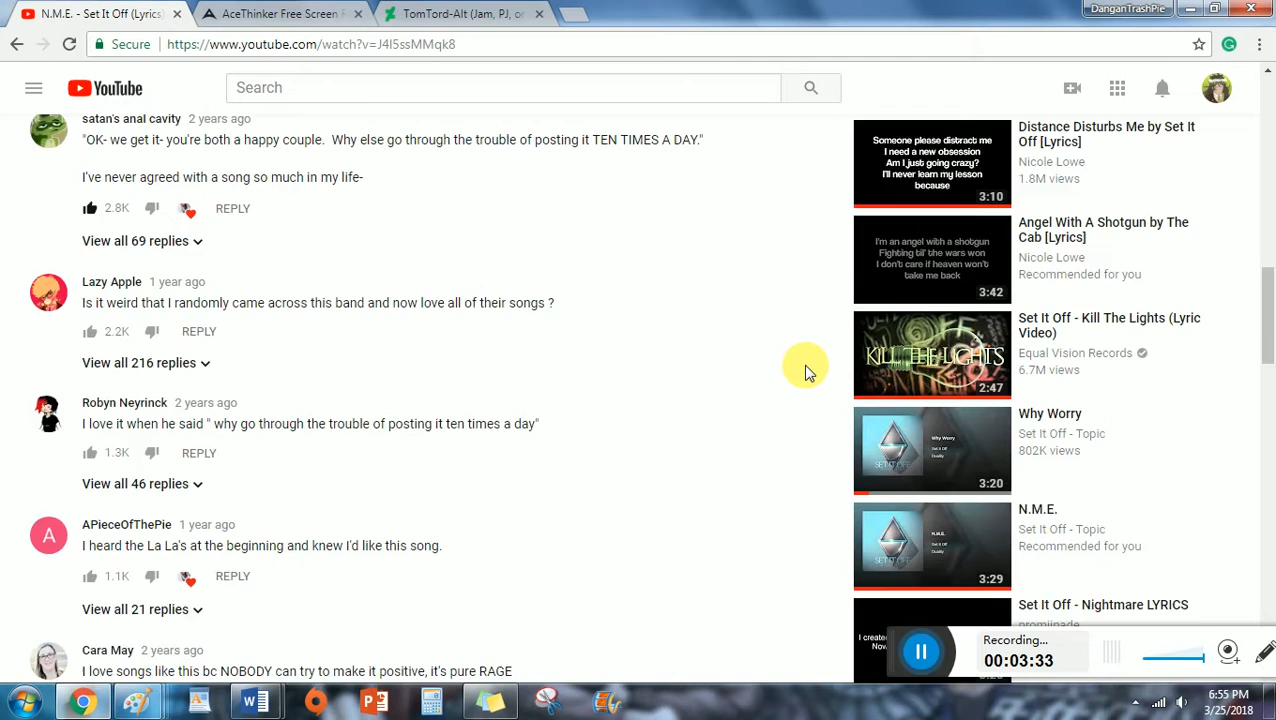 N.M.E. - If Off [Lyrics
AceThinker Free Screen F
Tomorrow, in PLD -
DanganTrashPie
Secure
https://www.youtube.com/watch?v=J4I5ssMMqk8
YouTube
Search
satan's anal cavity 2 years ago
"OK- we get it- you're both a happy couple. Why else go through the trouble of posting it TEN TIMES A DAY."
I've never agreed with a song so much in my life-
2.8K REPLY
View all 69 replies
Lazy Apple 1 year ago
Is it weird that I randomly came across this band and now love all of their songs ?
2.2K REPLY
View all 216 replies
Robyn Neyrinck 2 years ago
I love it when he said " why go through the trouble of posting it ten times a day"
1.3K REPLY
View all 46 replies
A
APieceOfThePie 1 year ago
I heard the La La's at the beginning and knew I'd like this song.
1.1K REPLY
View all 21 replies
Cara May 2 years ago
I love songs like this bc NOBODY can try to make it positive, it's pure RAGE
Someone please distract me
I need a new obsession
Am I just going crazy?
I'll never learn my lesson
because
3:10
Distance Disturbs Me by Set It
Off [Lyrics]
Nicole Lowe
1.8M views
I'm an angel with a shotgun
Fighting til' the wars won
I don't care if heaven won't
take me back
3:42
Angel With A Shotgun by The
Cab [Lyrics]
Nicole Lowe
Recommended for you
KILL THE LIGHTS
2:47
Set It Off - Kill The Lights (Lyric
Video)
Equal Vision Records
6.7M views
Why Worry
Set It Off
Duality
SET IT OFF
3:20
Why Worry
Set It Off - Topic
802K views
N.M.E.
Set It Off
Duality
SET IT OFF
3:29
N.M.E.
Set It Off - Topic
Recommended for you
I created
Now
Set It Off - Nightmare LYRICS
Recording...
00:03:33
6:55 PM
3/25/2018